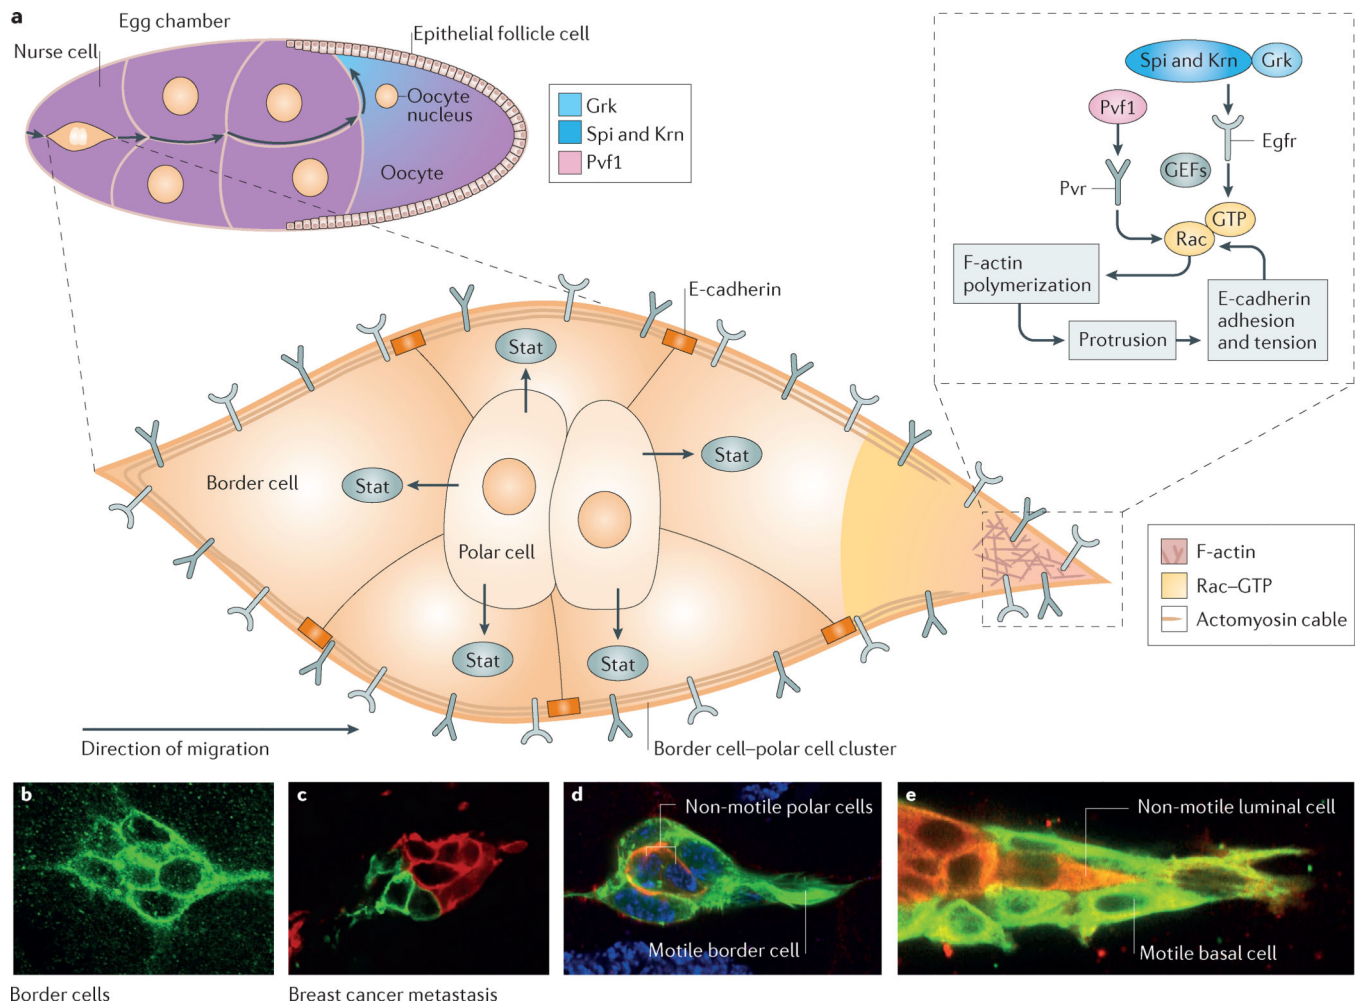 a
Egg chamber
Nurse cell
Epithelial follicle cell
Oocyte
nucleus
Oocyte
Grk
Spi and Krn
Pvf1
Spi and Krn
Grk
Pvf1
Egfr
GEFs
Pvr
GTP
Rac
F-actin
polymerization
E-cadherin
adhesion
and tension
Protrusion
E-cadherin
Stat
Stat
Stat
Border cell
Polar cell
Stat
Stat
F-actin
Rac–GTP
Actomyosin cable
Direction of migration
Border cell–polar cell cluster
b
Border cells
c
Breast cancer metastasis
d
Non-motile polar cells
Motile border cell
e
Non-motile luminal cell
Motile basal cell